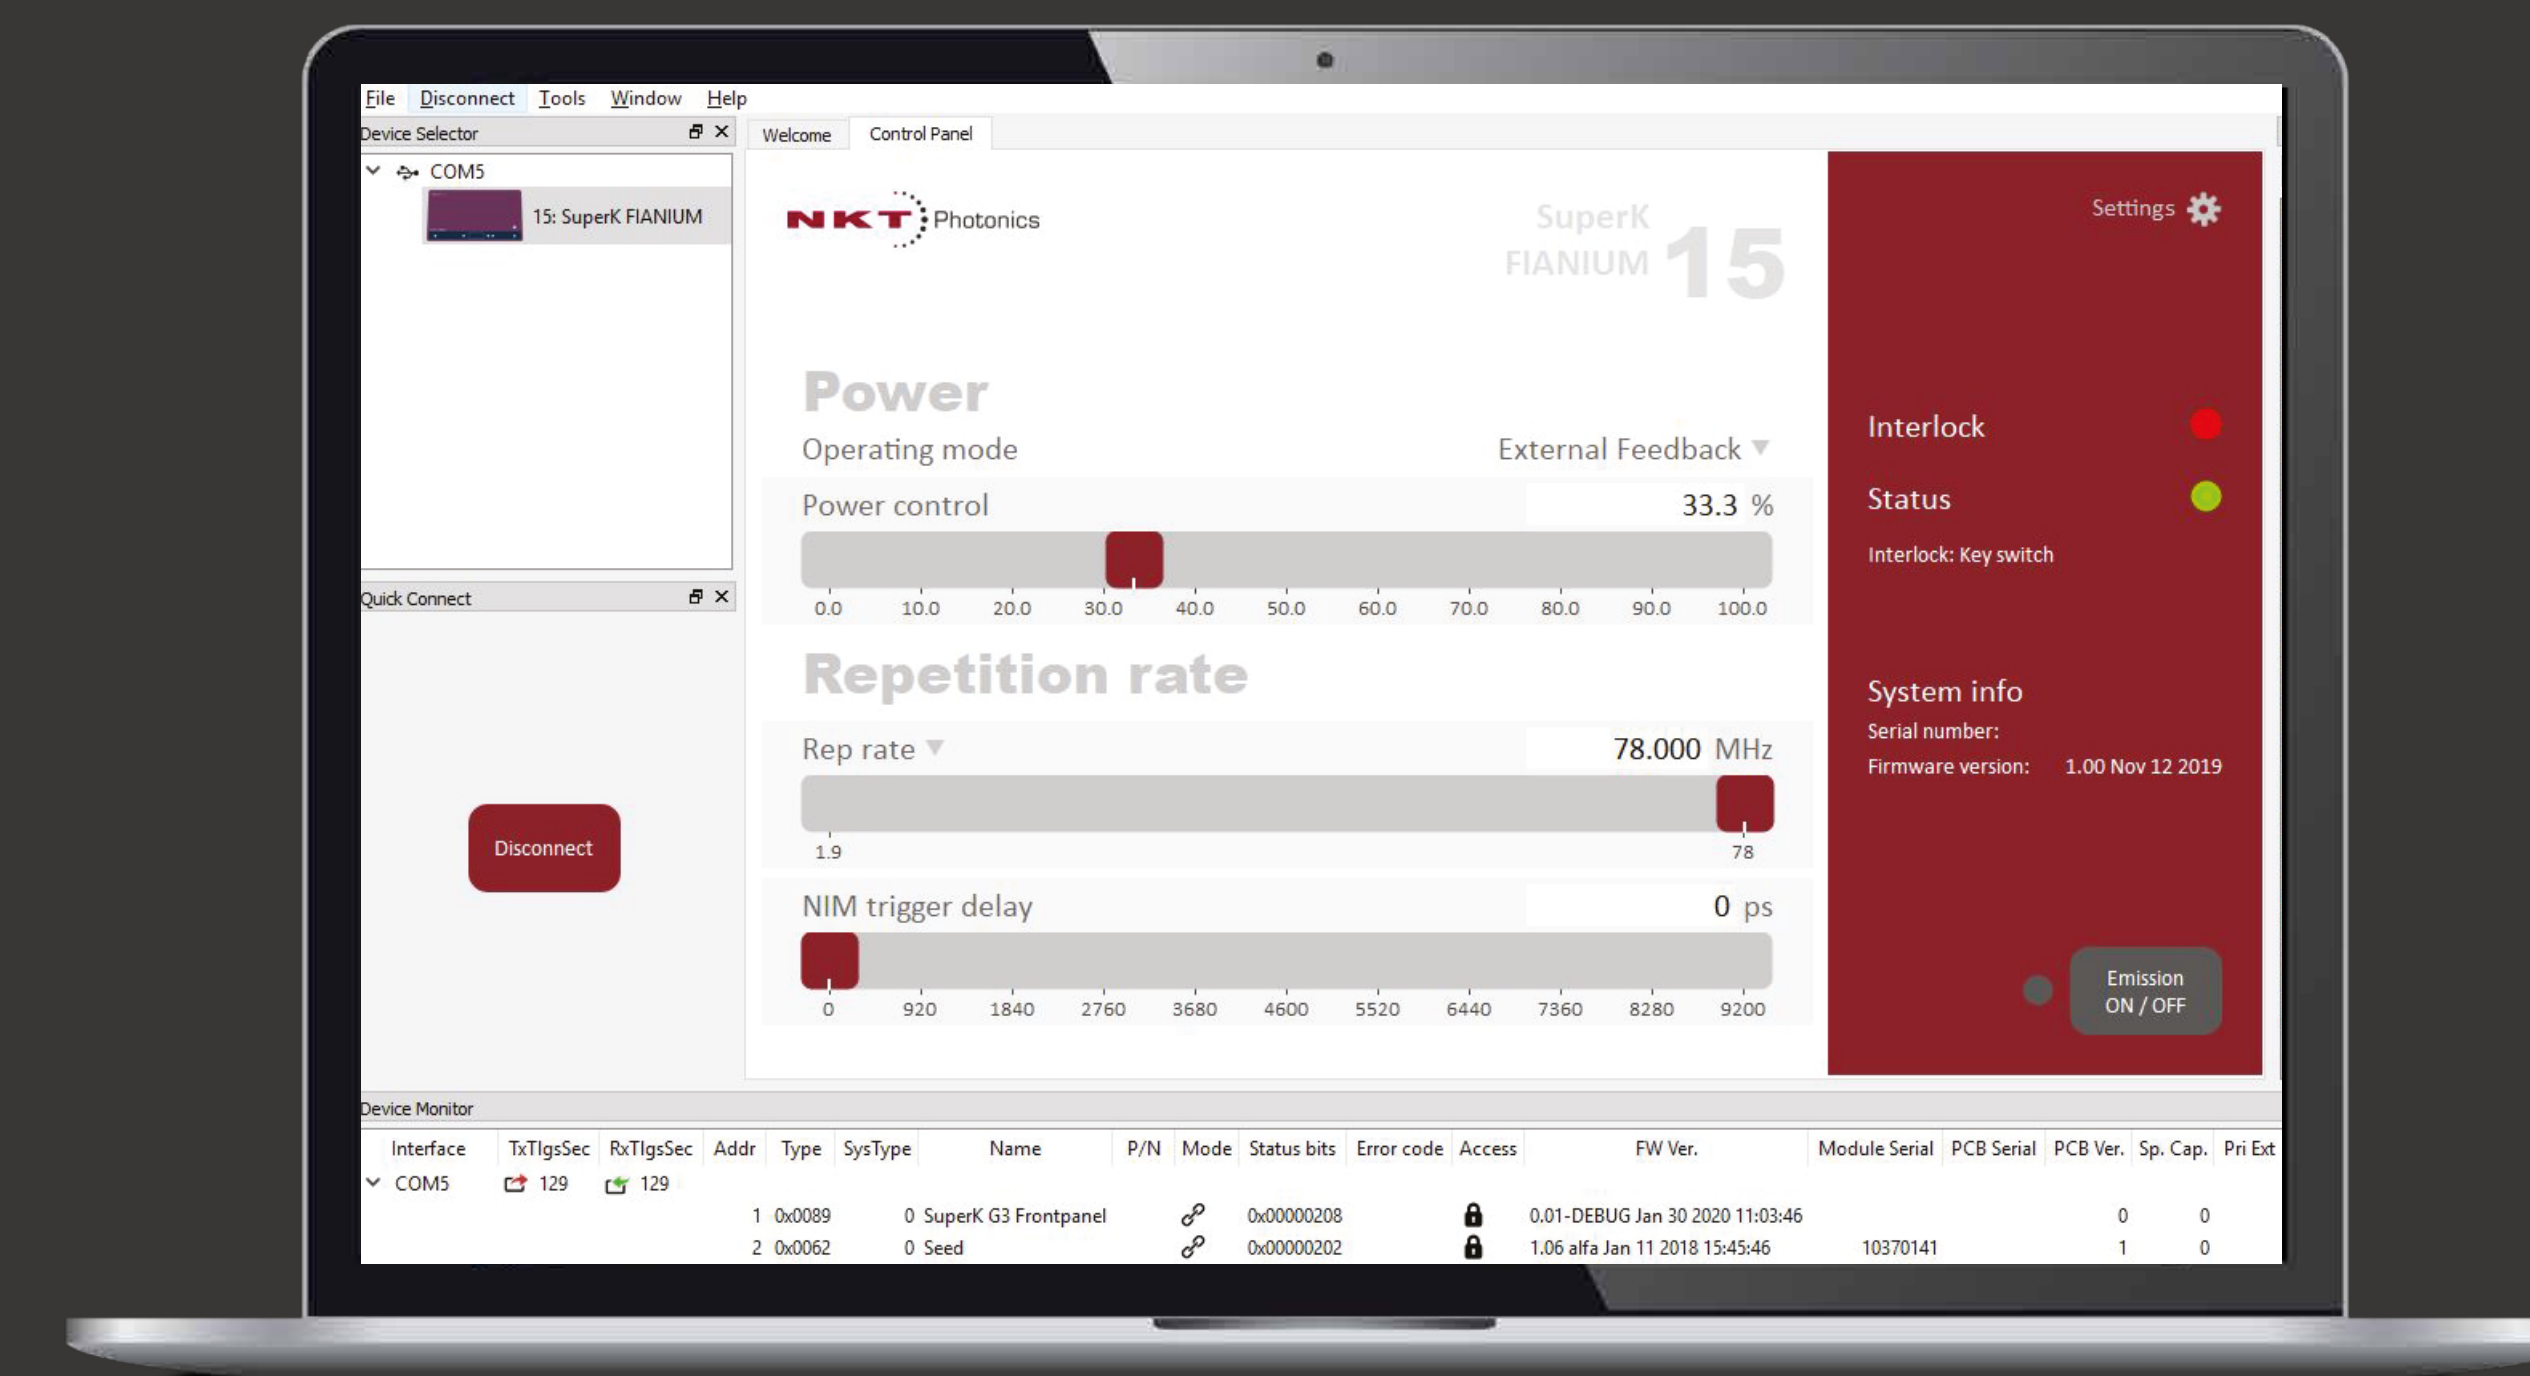 File Disconnect Tools Window Help
Device Selector
COM5
15: SuperK FIANIUM
Quick Connect
Disconnect
Welcome Control Panel
NKT Photonics
SuperK
FIANIUM 15
Power
Operating mode External Feedback
Power control 33.3 %
0.0 10.0 20.0 30.0 40.0 50.0 60.0 70.0 80.0 90.0 100.0
Repetition rate
Rep rate 78.000 MHz
1.9 78
NIM trigger delay 0 ps
0 920 1840 2760 3680 4600 5520 6440 7360 8280 9200
Settings
Interlock
Status
Interlock: Key switch
System info
Serial number:
Firmware version: 1.00 Nov 12 2019
Emission
ON / OFF
Device Monitor
Interface TxTlgsSec RxTlgsSec Addr Type SysType Name P/N Mode Status bits Error code Access FW Ver. Module Serial PCB Serial PCB Ver. Sp. Cap. Pri Ext
COM5 129 129
1 0x0089 0 SuperK G3 Frontpanel 0x00000208 0.01-DEBUG Jan 30 2020 11:03:46 0 0
2 0x0062 0 Seed 0x00000202 1.06 alfa Jan 11 2018 15:45:46 10370141 1 0